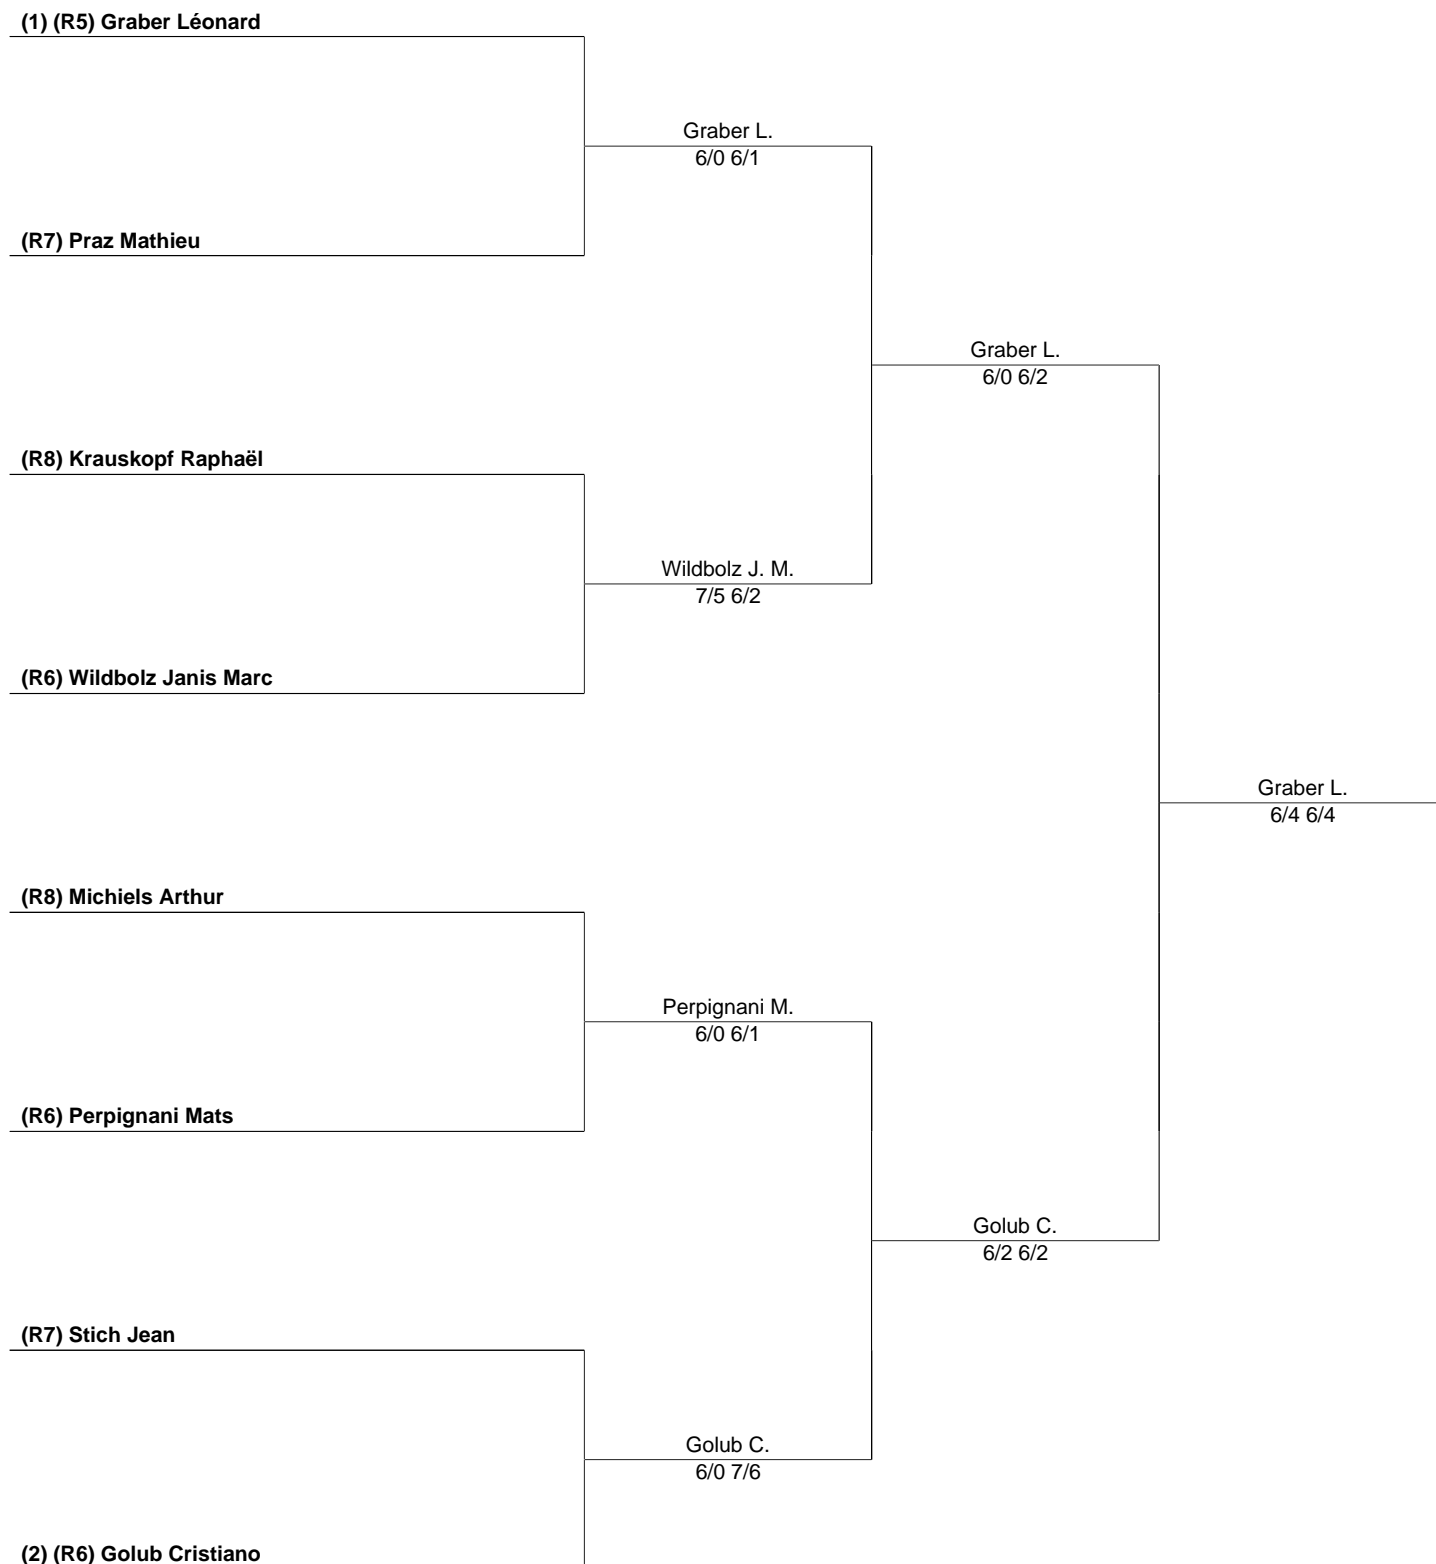 (1) (R5) Graber Léonard
Graber L.
6/0 6/1
(R7) Praz Mathieu
Graber L.
6/0 6/2
(R8) Krauskopf Raphaël
Wildbolz J. M.
7/5 6/2
(R6) Wildbolz Janis Marc
Graber L.
6/4 6/4
(R8) Michiels Arthur
Perpignani M.
6/0 6/1
(R6) Perpignani Mats
Golub C.
6/2 6/2
(R7) Stich Jean
Golub C.
6/0 7/6
(2) (R6) Golub Cristiano